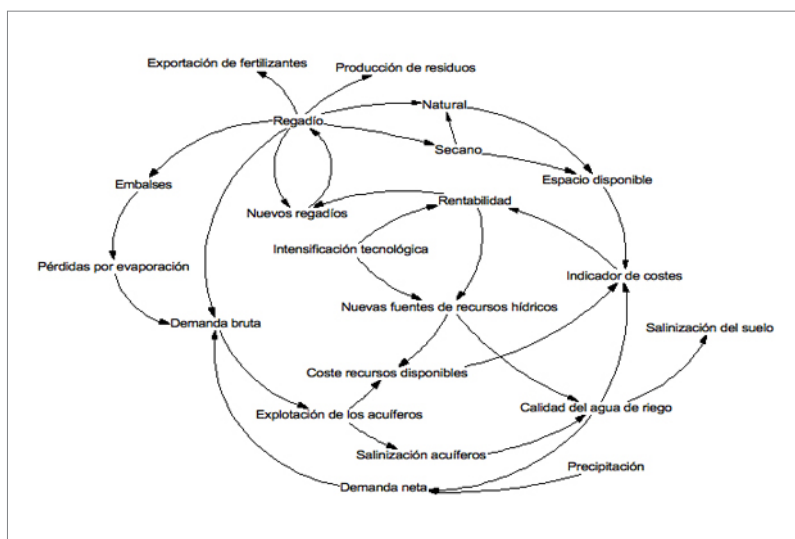 Exportación de fertilizantes
Producción de residuos
Natural
Regadío
Secano
Embalses
Espacio disponible
Rentabilidad
Nuevos regadíos
Intensificación tecnológica
Pérdidas por evaporación
Indicador de costes
Nuevas fuentes de recursos hídricos
Demanda bruta
Salinización del suelo
Coste recursos disponibles
Explotación de los acuíferos
Calidad del agua de riego
Salinización acuíferos
Precipitación
Demanda neta